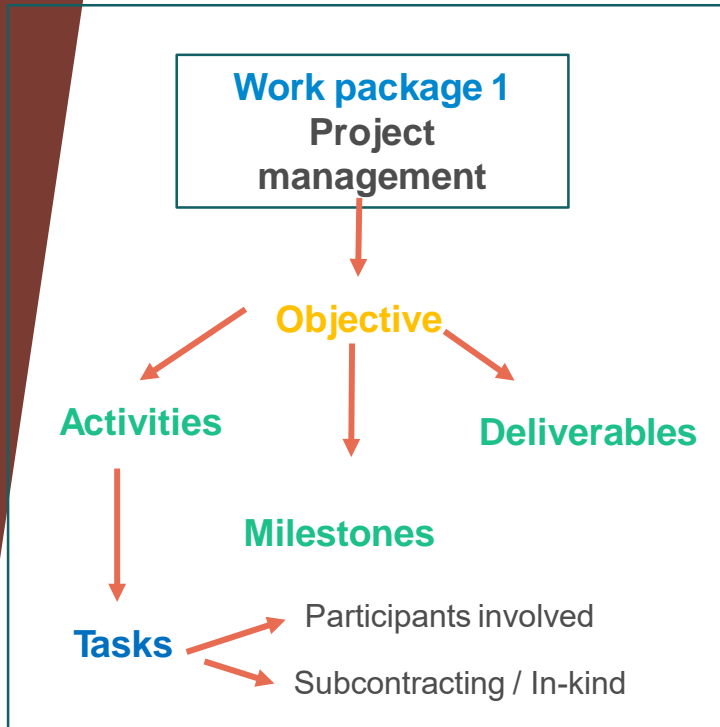 Work package 1
Project
management
Objective
Activities
Deliverables
Milestones
Tasks
Participants involved
Subcontracting / In-kind